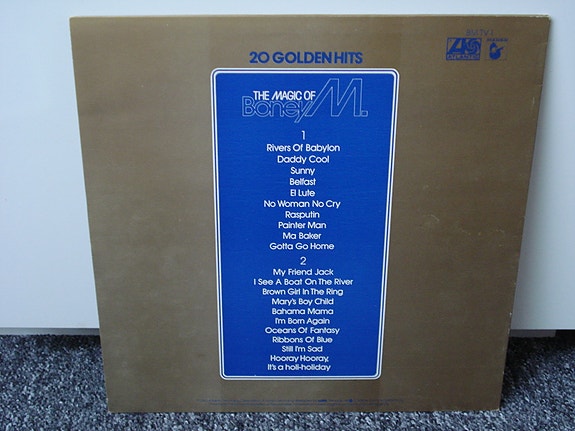 BMTV 1
20 GOLDEN HITS
ATLANTIC
THE MAGIC OF
Boney M.
1
Rivers Of Babylon
Daddy Cool
Sunny
Belfast
El Lute
No Woman No Cry
Rasputin
Painter Man
Ma Baker
Gotta Go Home
2
My Friend Jack
I See A Boat On The River
Brown Girl In The Ring
Mary's Boy Child
Bahama Mama
I'm Born Again
Oceans Of Fantasy
Ribbons Of Blue
Still I'm Sad
Hooray Hooray,
It's a holi-holiday